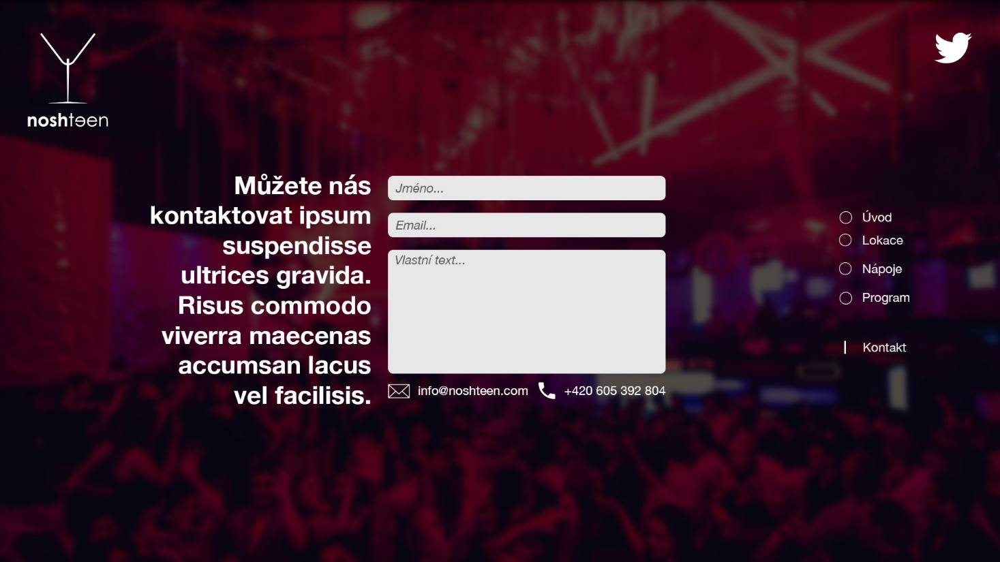 noshtɘen
Můžete nás
kontaktovat ipsum
suspendisse
ultrices gravida.
Risus commodo
viverra maecenas
accumsan lacus
vel facilisis.
Jméno...
Email...
Vlastní text...
info@noshteen.com
+420 605 392 804
Úvod
Lokace
Nápoje
Program
Kontakt